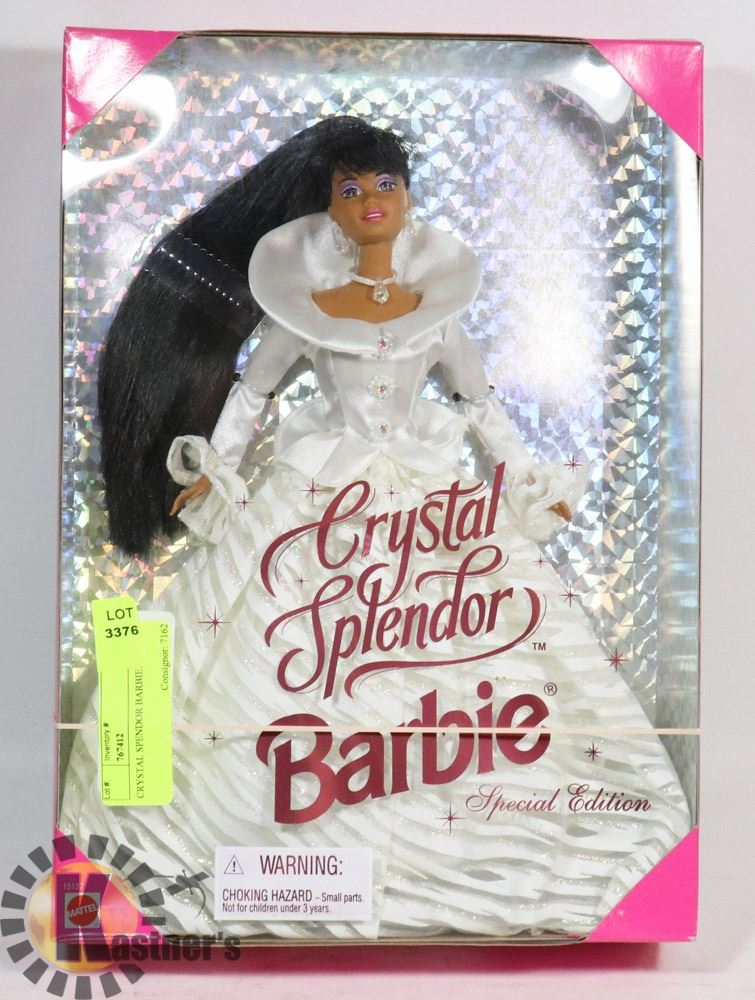 Crystal
Splendor
™
Barbie®
Special Edition
LOT
3376
Lot #
Inventory #:
767412
CRYSTAL SPENDOR BARBIE.
Consignor: 7162
WARNING:
CHOKING HAZARD - Small parts.
Not for children under 3 years.
15137
MATTEL
Kastner's